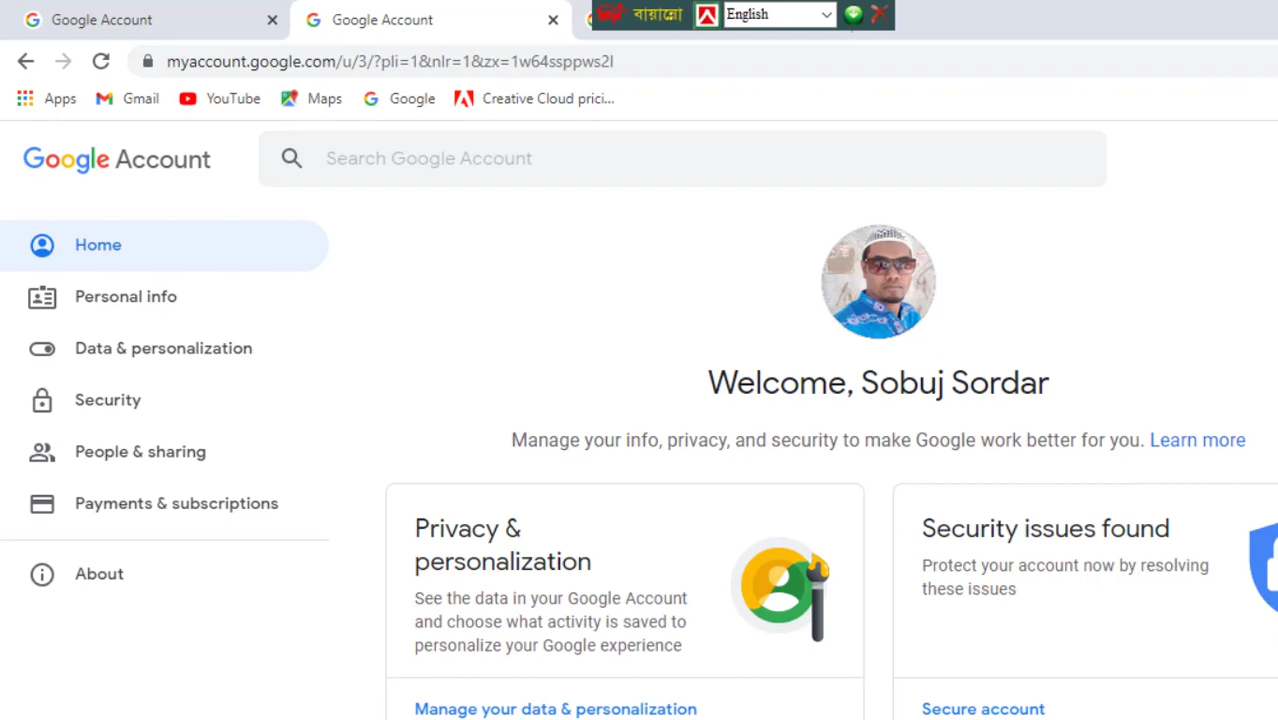 Google Account
Google Account
বায়ান্নো
English
myaccount.google.com/u/3/?pli=1&nlr=1&zx=1w64ssppws2l
Apps
Gmail
YouTube
Maps
Google
Creative Cloud prici...
Google Account
Search Google Account
Home
Personal info
Data & personalization
Security
People & sharing
Payments & subscriptions
About
Welcome, Sobuj Sordar
Manage your info, privacy, and security to make Google work better for you. Learn more
Privacy &
personalization
See the data in your Google Account
and choose what activity is saved to
personalize your Google experience
Manage your data & personalization
Security issues found
Protect your account now by resolving
these issues
Secure account